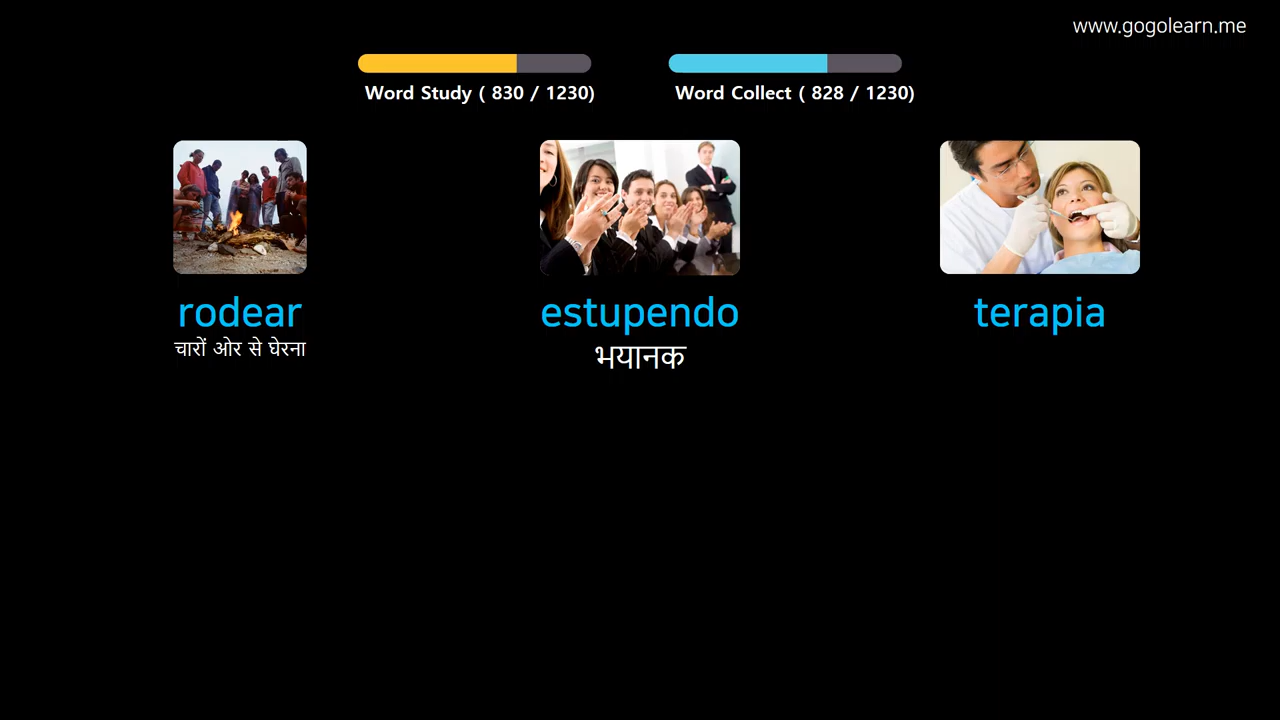 www.gogolearn.me
Word Study ( 830 / 1230)
Word Collect ( 828 / 1230)
rodear
चारों ओर से घेरना
estupendo
भयानक
terapia